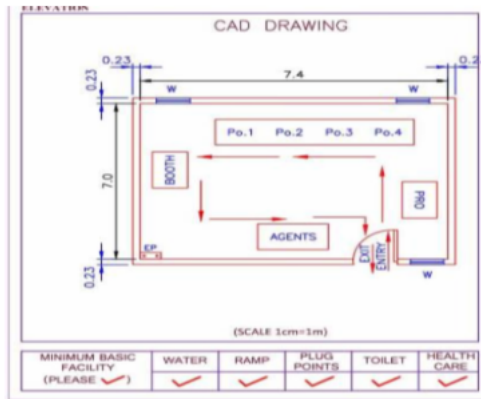 ELEVATION
CAD DRAWING
0.23
0.2
0.23
7.4
W
W
Po.1 Po.2 Po.3 Po.4
BOOTH
7.0
PRO
AGENTS
EP
EXIT
ENTRY
0.23
W
(SCALE 1cm=1m)
MINIMUM BASIC FACILITY (PLEASE ✓)
WATER
RAMP
PLUG POINTS
TOILET
HEALTH CARE
✓ ✓ ✓ ✓ ✓